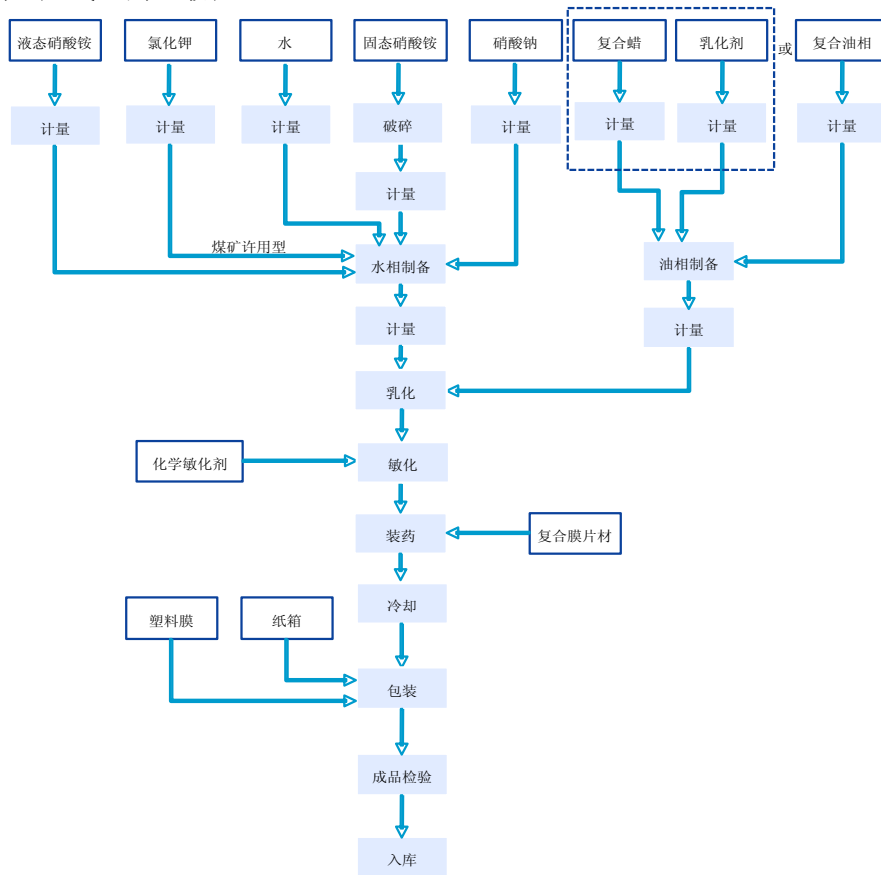 液态硝酸铵
氯化钾
水
固态硝酸铵
硝酸钠
复合蜡
乳化剂
或
复合油相
计量
计量
计量
破碎
计量
计量
计量
计量
计量
煤矿许用型
水相制备
油相制备
计量
计量
乳化
化学敏化剂
敏化
装药
复合膜片材
冷却
塑料膜
纸箱
包装
成品检验
入库